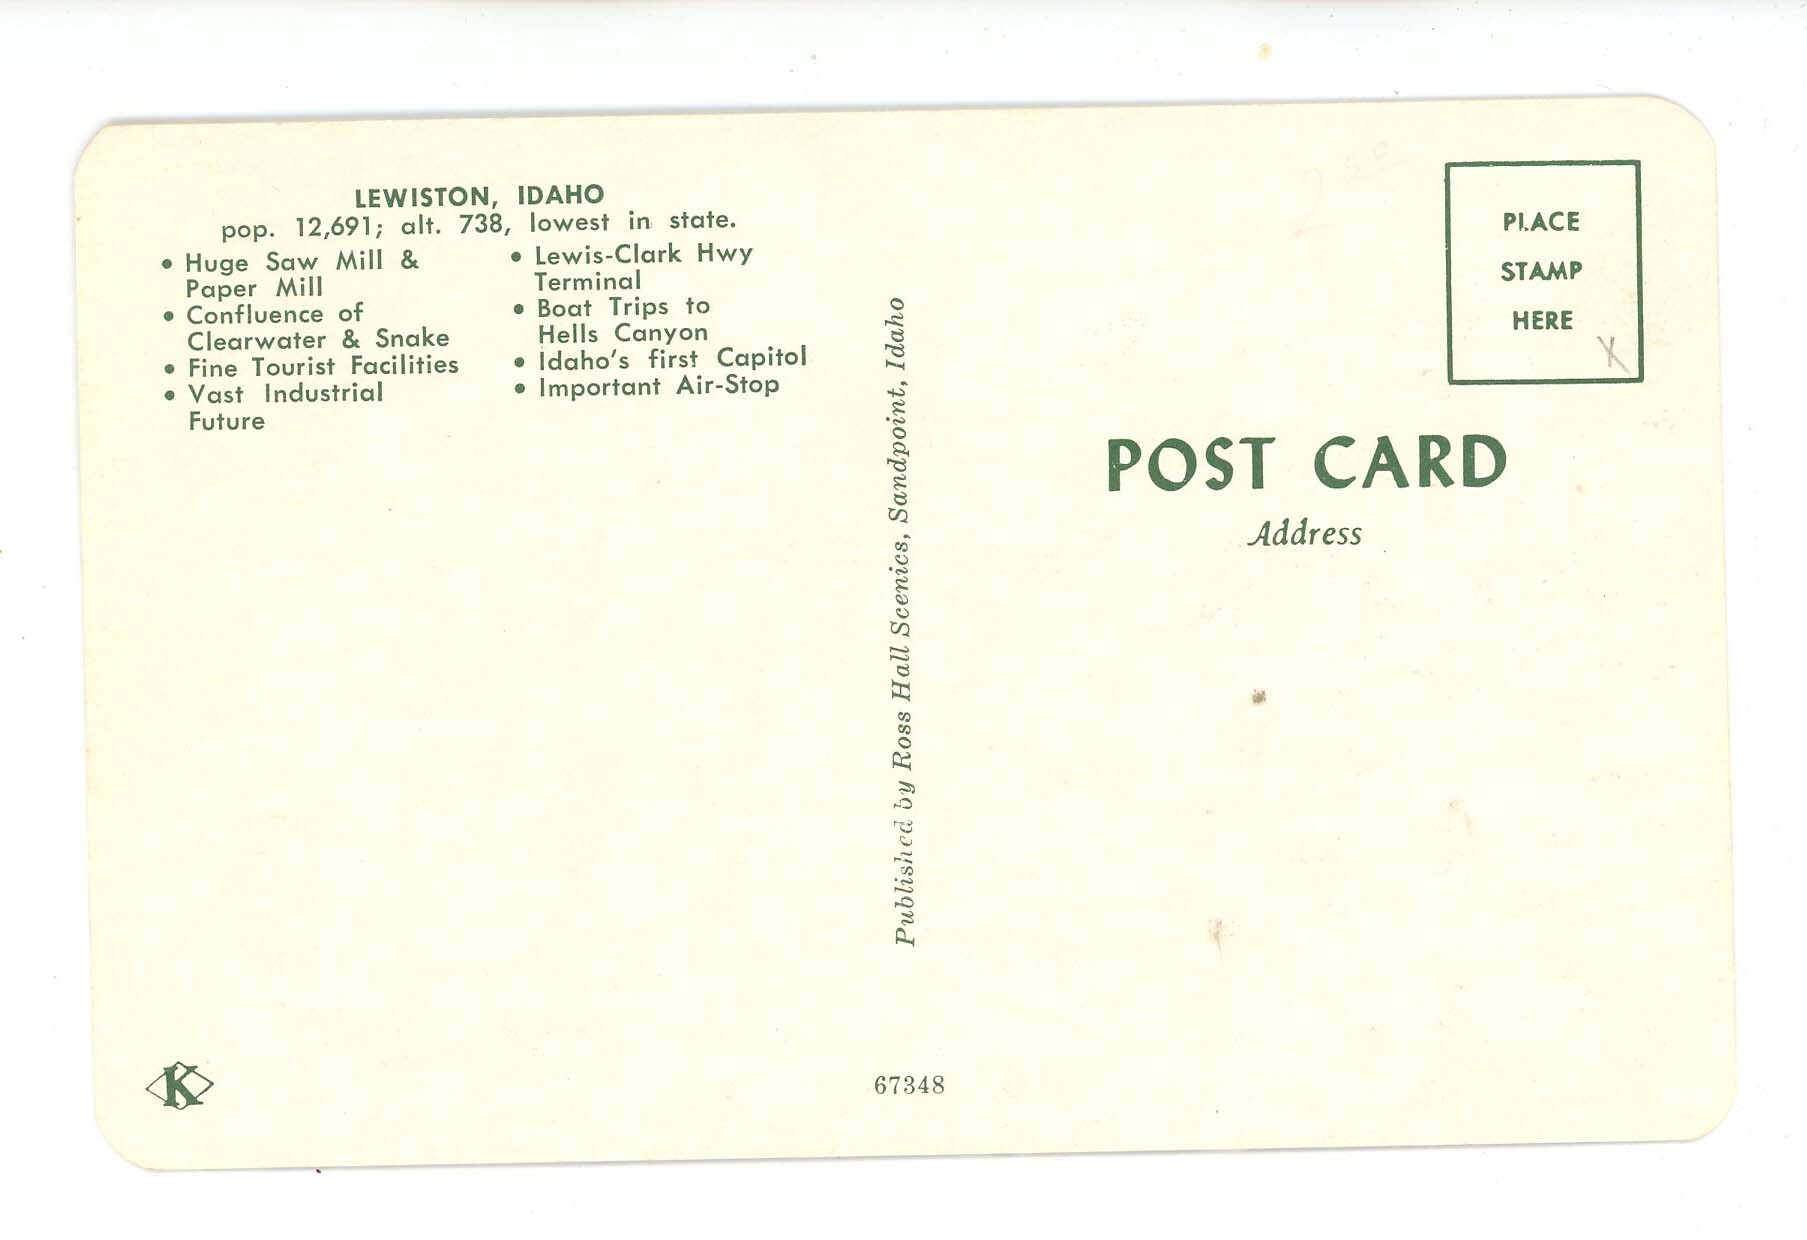 LEWISTON, IDAHO
pop. 12,691; alt. 738, lowest in state.
• Huge Saw Mill &
Paper Mill
• Confluence of
Clearwater & Snake
• Fine Tourist Facilities
• Vast Industrial
Future
• Lewis-Clark Hwy
Terminal
• Boat Trips to
Hells Canyon
• Idaho's first Capitol
• Important Air-Stop
Published by Ross Hall Scenics, Sandpoint, Idaho
PLACE
STAMP
HERE
X
POST CARD
Address
K
67348